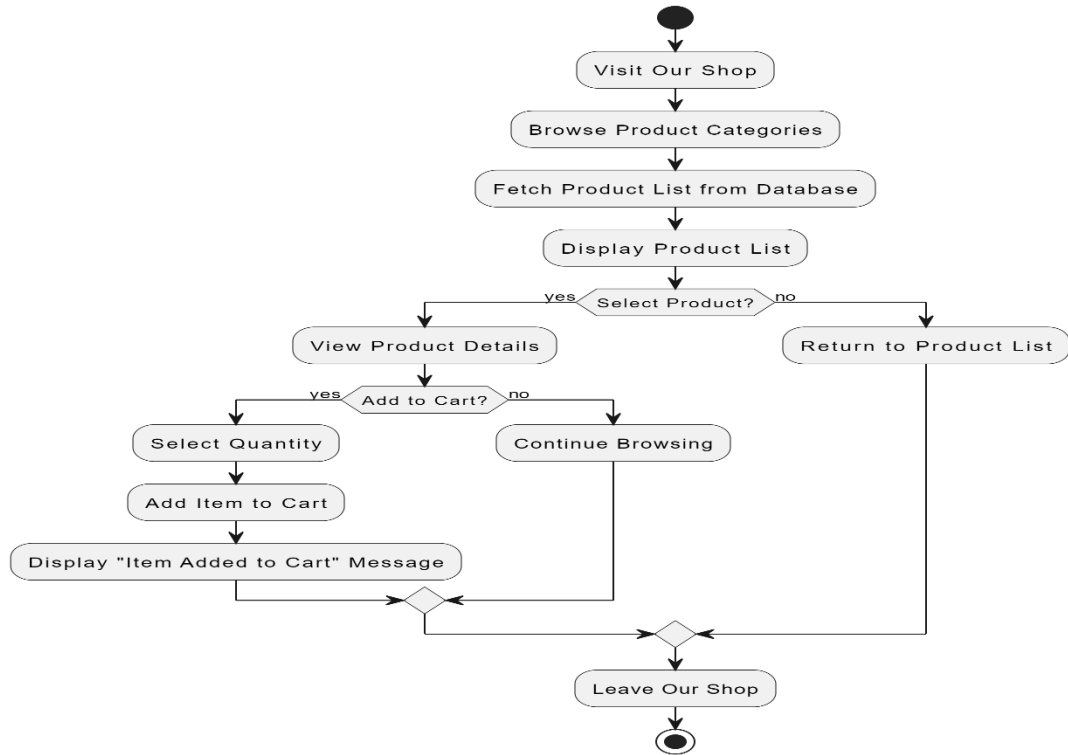 Visit Our Shop
Browse Product Categories
Fetch Product List from Database
Display Product List
yes
Select Product?
no
View Product Details
Return to Product List
yes
Add to Cart?
no
Select Quantity
Continue Browsing
Add Item to Cart
Display "Item Added to Cart" Message
Leave Our Shop